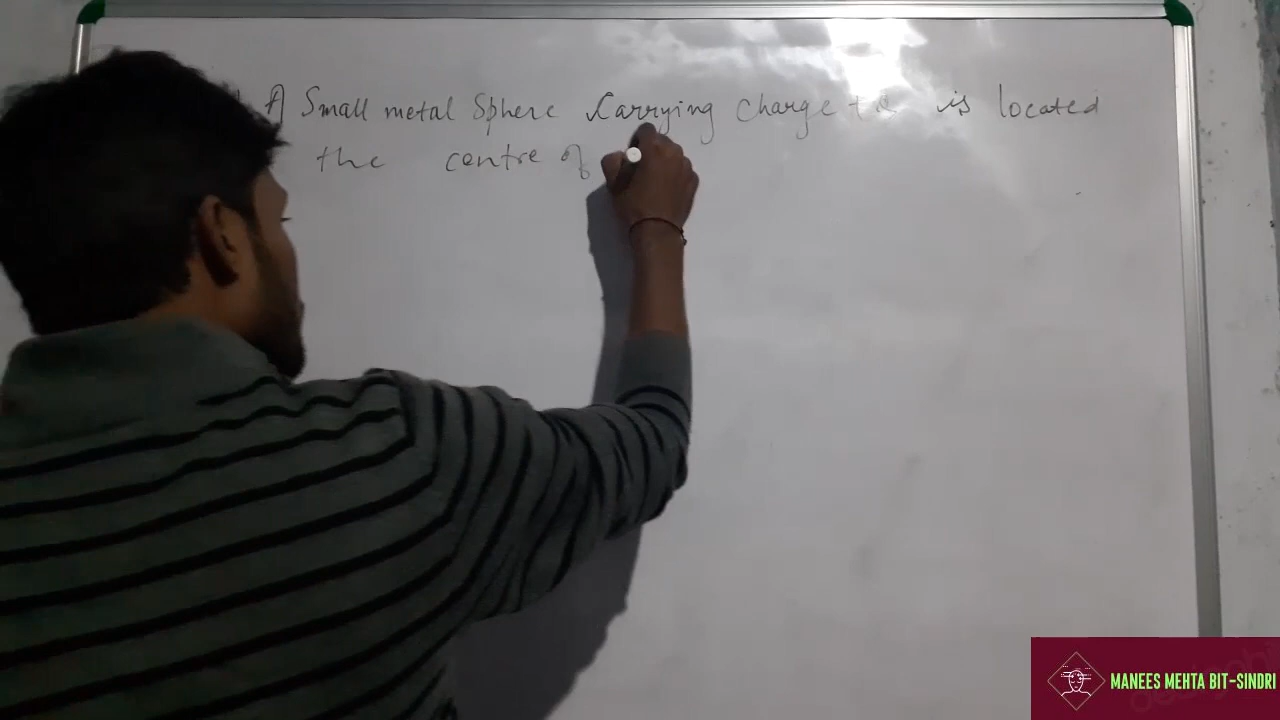 A Small metal Sphere Carrying Charge + Q is located
the centre of
MANEES MEHTA BIT-SINDRI